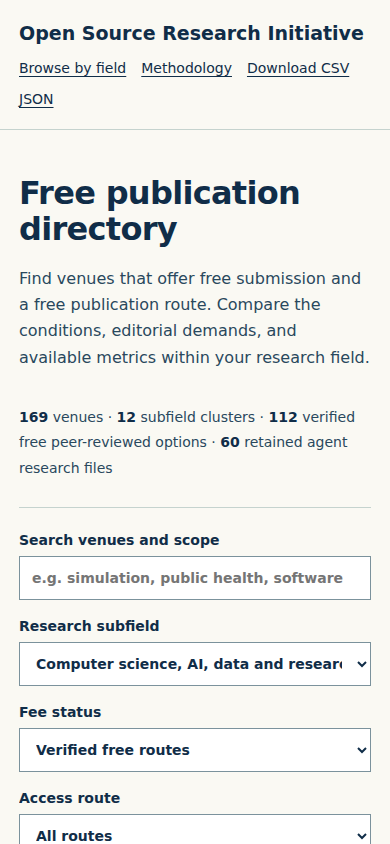 Open Source Research Initiative
Browse by field Methodology Download CSV
JSON
Free publication
directory
Find venues that offer free submission and
a free publication route. Compare the
conditions, editorial demands, and
available metrics within your research field.
169 venues · 12 subfield clusters · 112 verified
free peer-reviewed options · 60 retained agent
research files
Search venues and scope
e.g. simulation, public health, software
Research subfield
Computer science, AI, data and
Fee status
Verified free routes
Access route
All routes